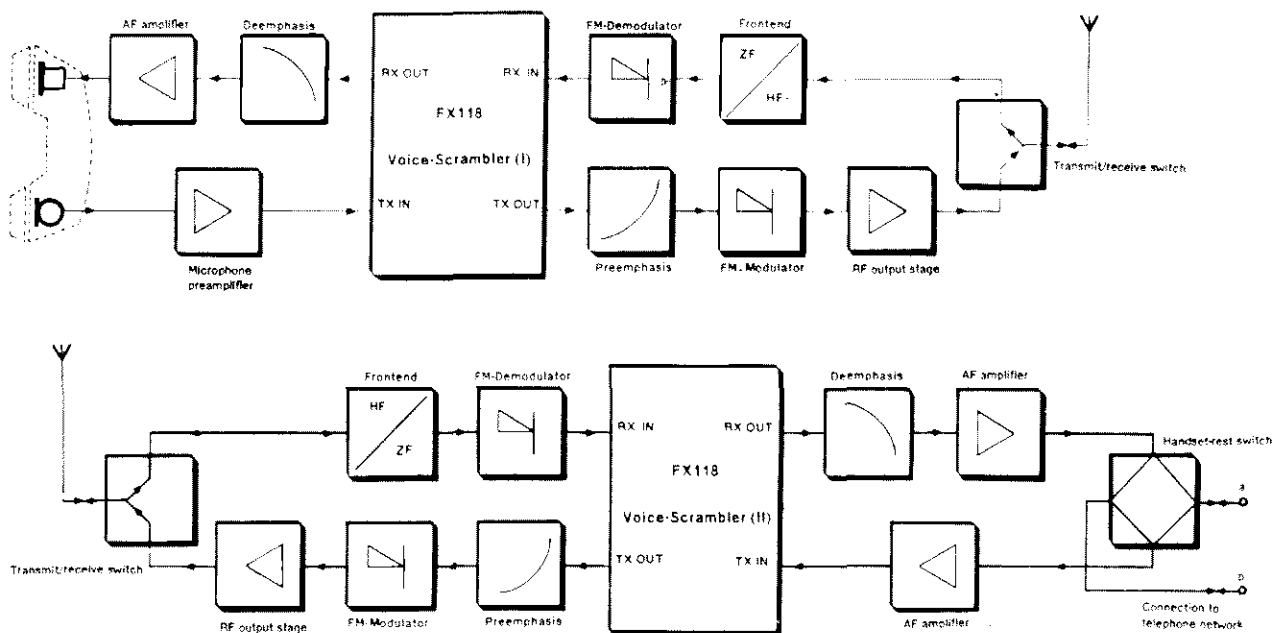 AF amplifier
Deemphasis
FM-Demodulator
Frontend
RX OUT
RX IN
ZF
HF
FX118
Voice-Scrambler (I)
Transmit/receive switch
TX IN
TX OUT
Microphone
preamplifier
Preemphasis
FM-Modulator
RF output stage
Frontend
FM-Demodulator
Deemphasis
AF amplifier
HF
ZF
RX IN
RX OUT
Handset-rest switch
FX118
a
Voice-Scrambler (II)
Transmit/receive switch
TX OUT
TX IN
b
RF output stage
FM-Modulator
Preemphasis
AF amplifier
Connection to
telephone network